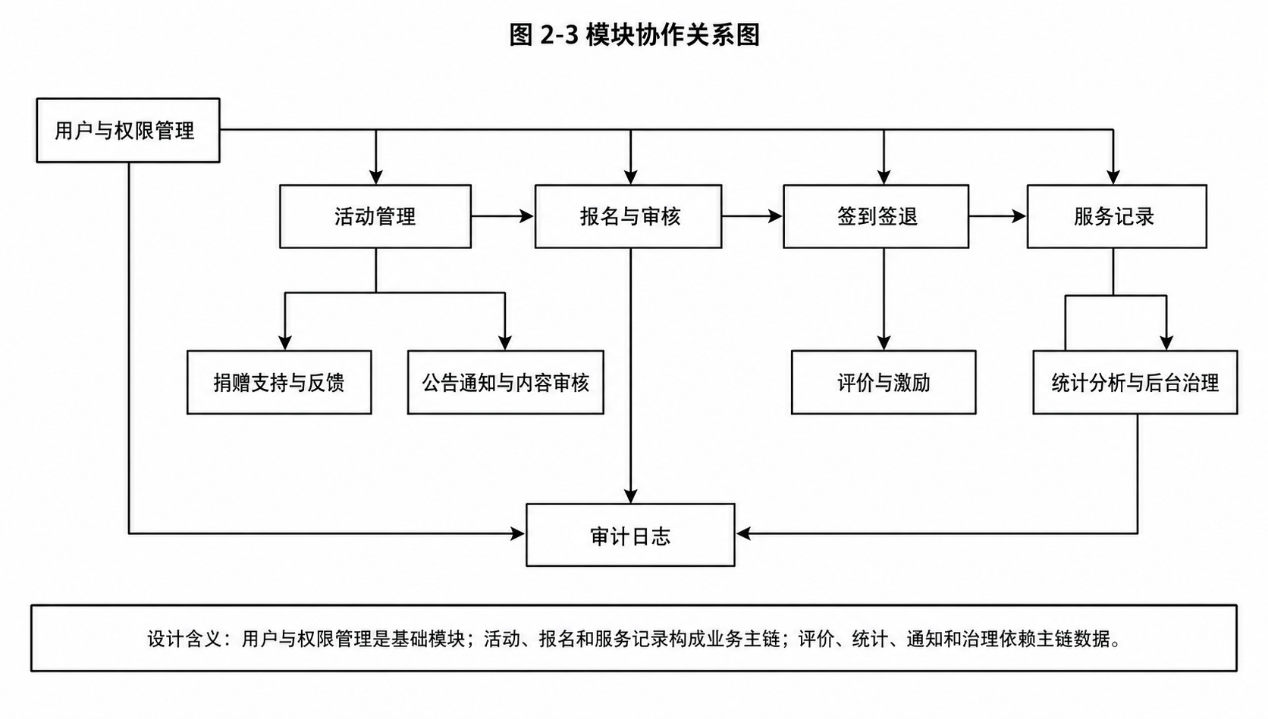 图 2-3 模块协作关系图
用户与权限管理
活动管理
报名与审核
签到签退
服务记录
捐赠支持与反馈
公告通知与内容审核
评价与激励
统计分析与后台治理
审计日志
设计含义：用户与权限管理是基础模块；活动、报名和服务记录构成业务主链；评价、统计、通知和治理依赖主链数据。